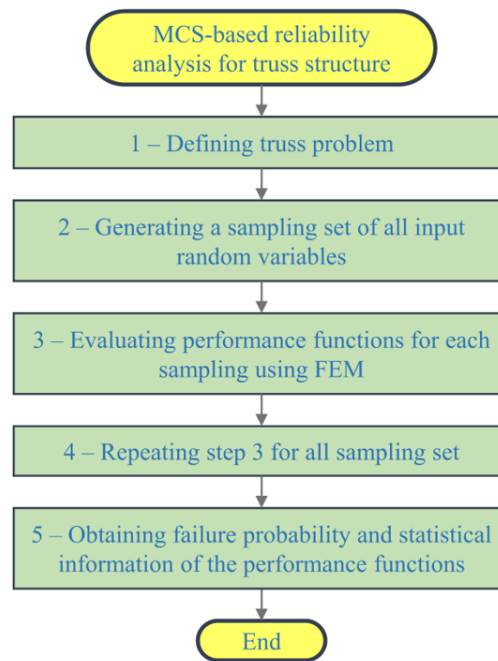 MCS-based reliability
analysis for truss structure
1 – Defining truss problem
2 – Generating a sampling set of all input
random variables
3 – Evaluating performance functions for each
sampling using FEM
4 – Repeating step 3 for all sampling set
5 – Obtaining failure probability and statistical
information of the performance functions
End